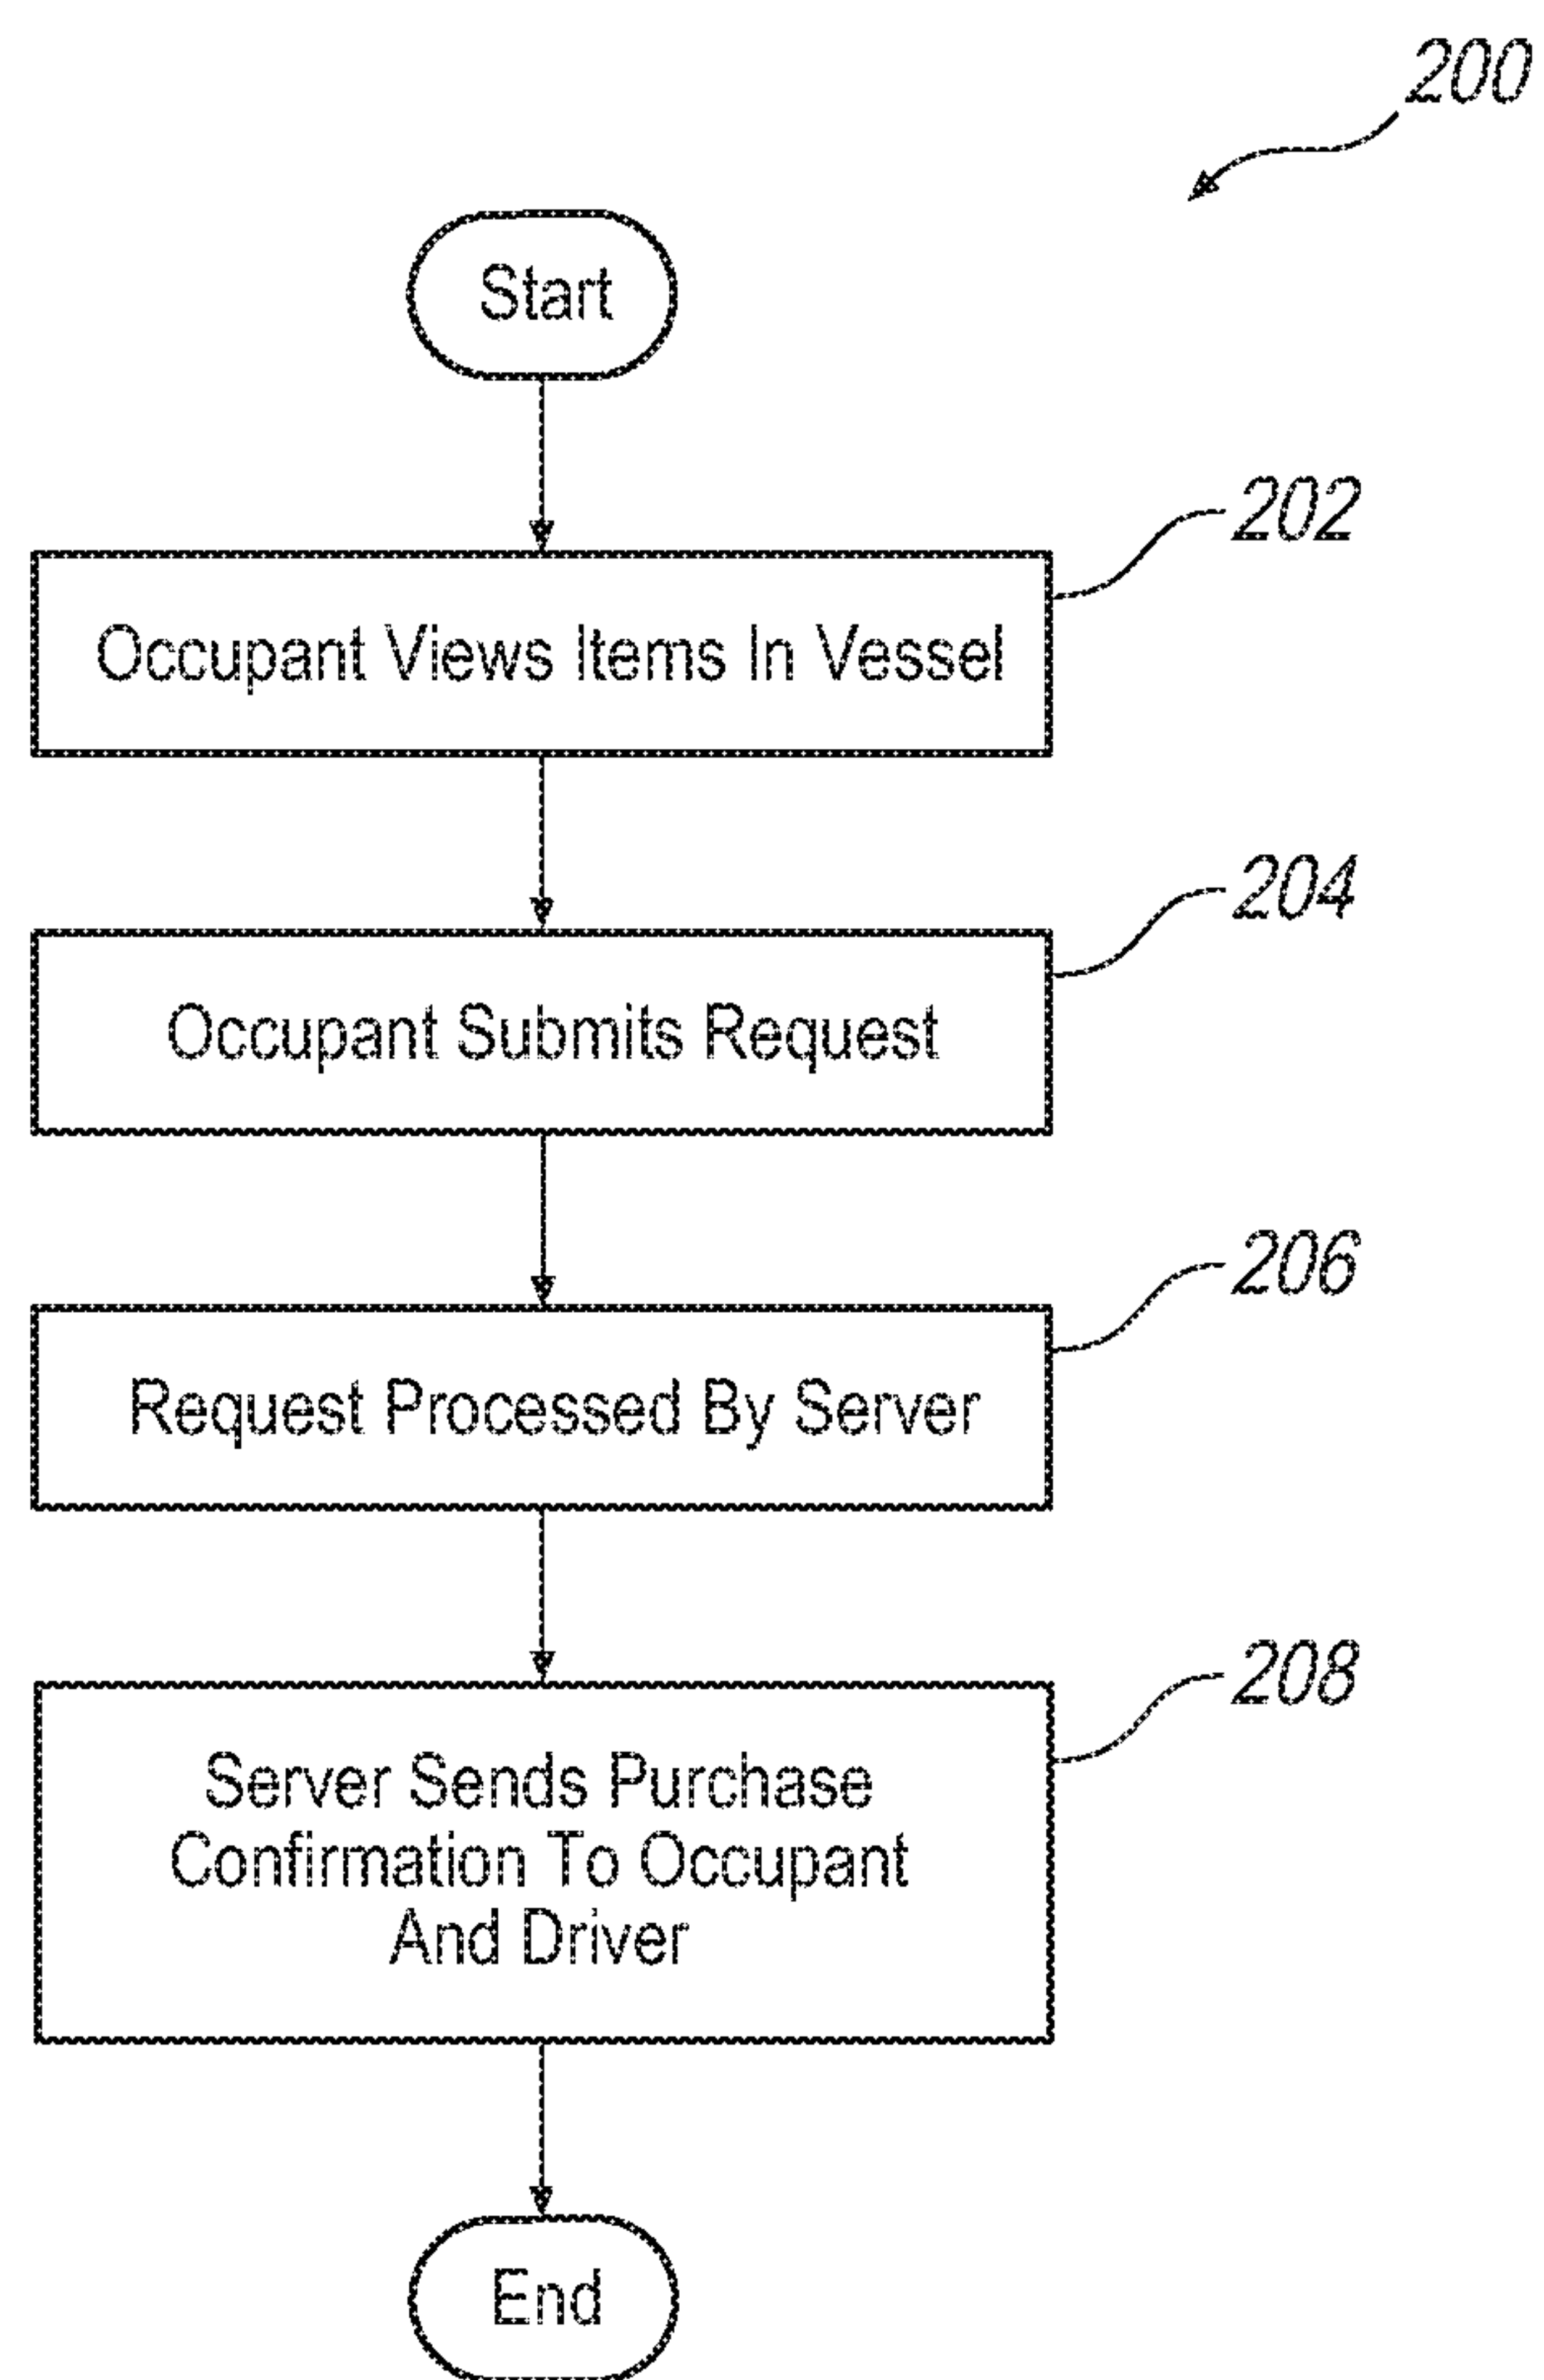 200
Start
202
Occupant Views Items In Vessel
204
Occupant Submits Request
206
Request Processed By Server
208
Server Sends Purchase
Confirmation To Occupant
And Driver
End